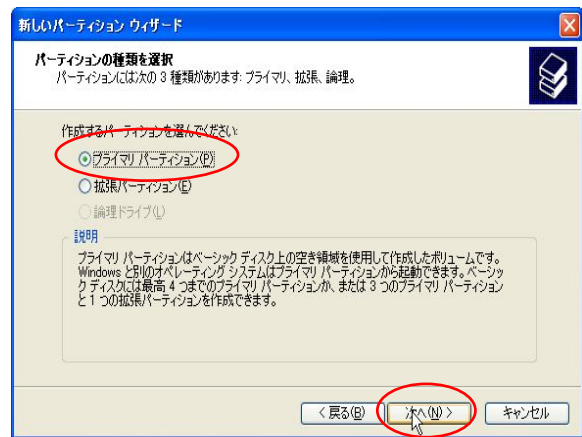 新しいパーティション ウィザード
パーティションの種類を選択
パーティションには次の 3 種類があります: プライマリ、拡張、論理。
作成するパーティションを選んでください:
プライマリ パーティション(P)
拡張パーティション(E)
論理ドライブ(L)
説明
プライマリ パーティションはベーシック ディスク上の空き領域を使用して作成したボリュームです。
Windows と別のオペレーティング システムはプライマリ パーティションから起動できます。ベーシッ
ク ディスクには最高 4 つまでのプライマリ パーティションか、または 3 つのプライマリ パーティション
と 1 つの拡張パーティションを作成できます。
< 戻る(B) 次へ(N) > キャンセル